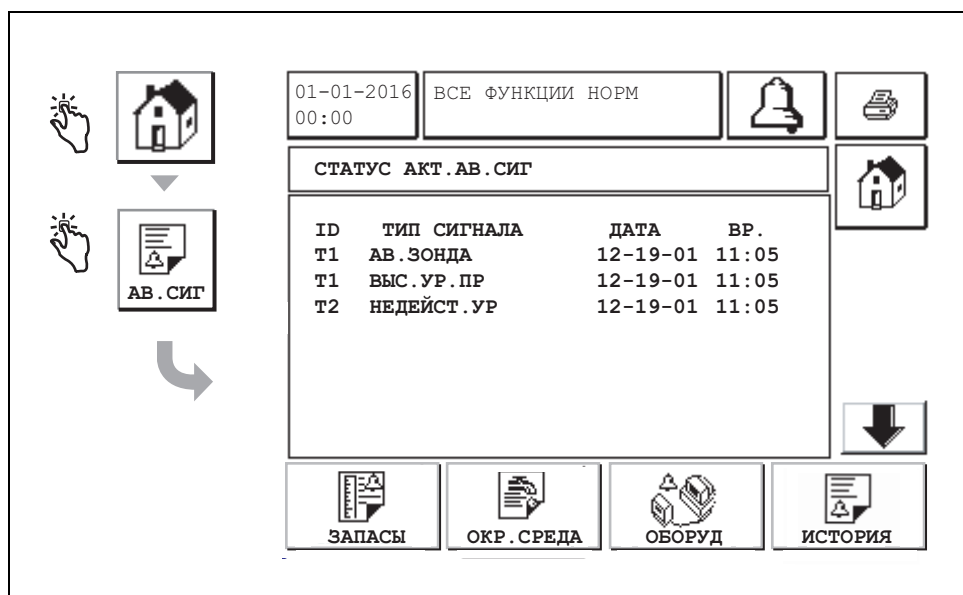 01-01-2016
00:00
ВСЕ ФУНКЦИИ НОРМ
СТАТУС АКТ.АВ.СИГ
ID ТИП СИГНАЛА ДАТА ВР.
T1 АВ.ЗОНДА 12-19-01 11:05
T1 ВЫС.УР.ПР 12-19-01 11:05
T2 НЕДЕЙСТ.УР 12-19-01 11:05
АВ.СИГ
ЗАПАСЫ
ОКР.СРЕДА
ОБОРУД
ИСТОРИЯ